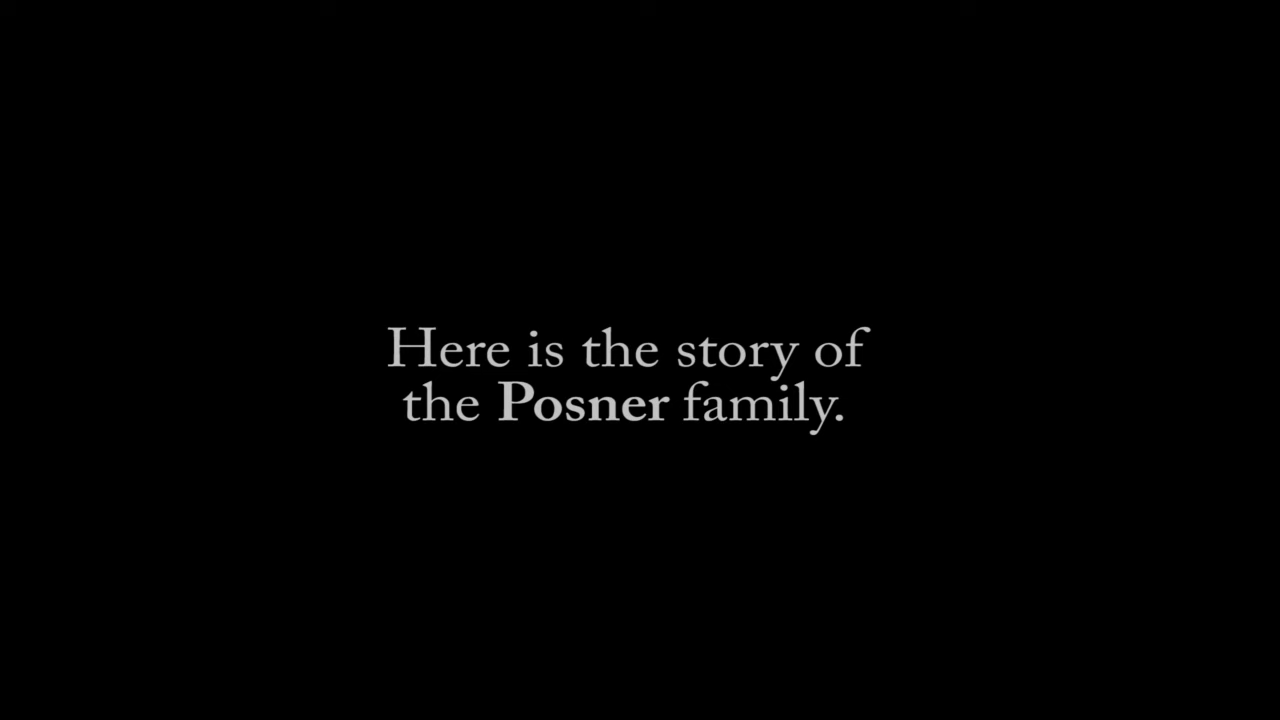 Here is the story of
the Posner family.